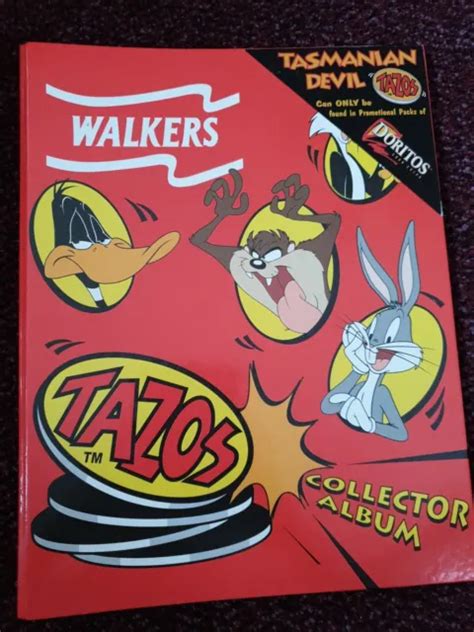 TASMANIAN
DEVIL "TAZOS"
Can ONLY be
found in Promotional Packs of
DORITOS
WALKERS
TAZOS
TM
COLLECTOR
ALBUM